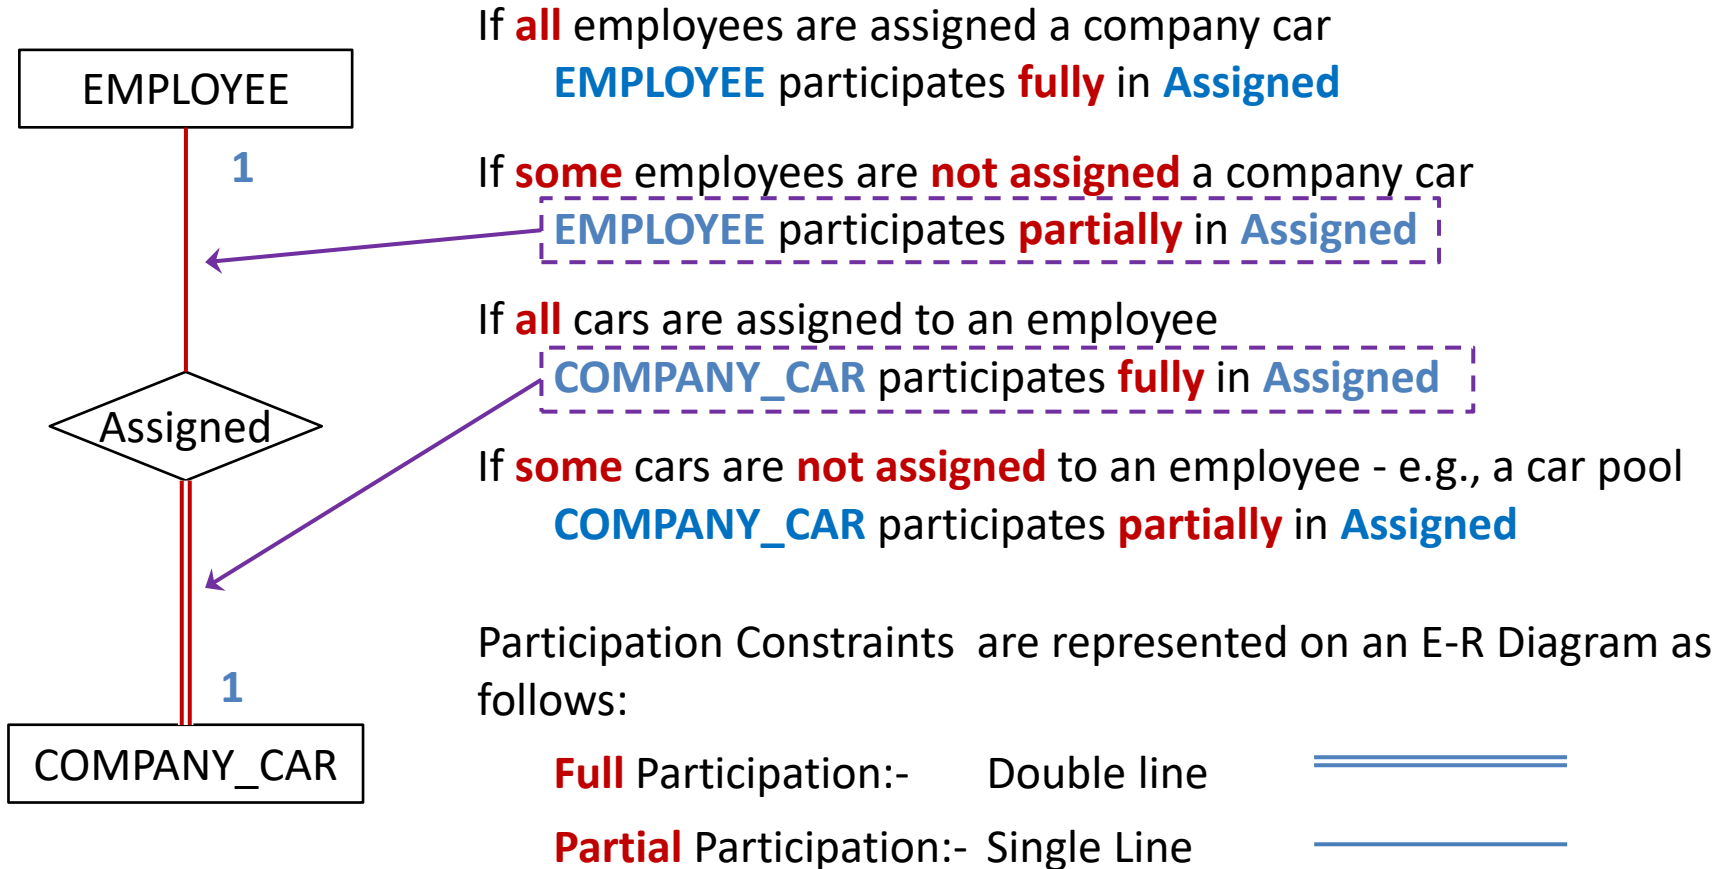 EMPLOYEE
1
Assigned
1
COMPANY_CAR
If all employees are assigned a company car
EMPLOYEE participates fully in Assigned
If some employees are not assigned a company car
EMPLOYEE participates partially in Assigned
If all cars are assigned to an employee
COMPANY_CAR participates fully in Assigned
If some cars are not assigned to an employee - e.g., a car pool
COMPANY_CAR participates partially in Assigned
Participation Constraints  are represented on an E-R Diagram as
follows:
Full Participation:- Double line
Partial Participation:- Single Line